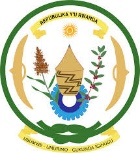 REPUBULIKA Y'U RWANDA
UBUMWE - UMURIMO - GUKUNDA IGIHUGU